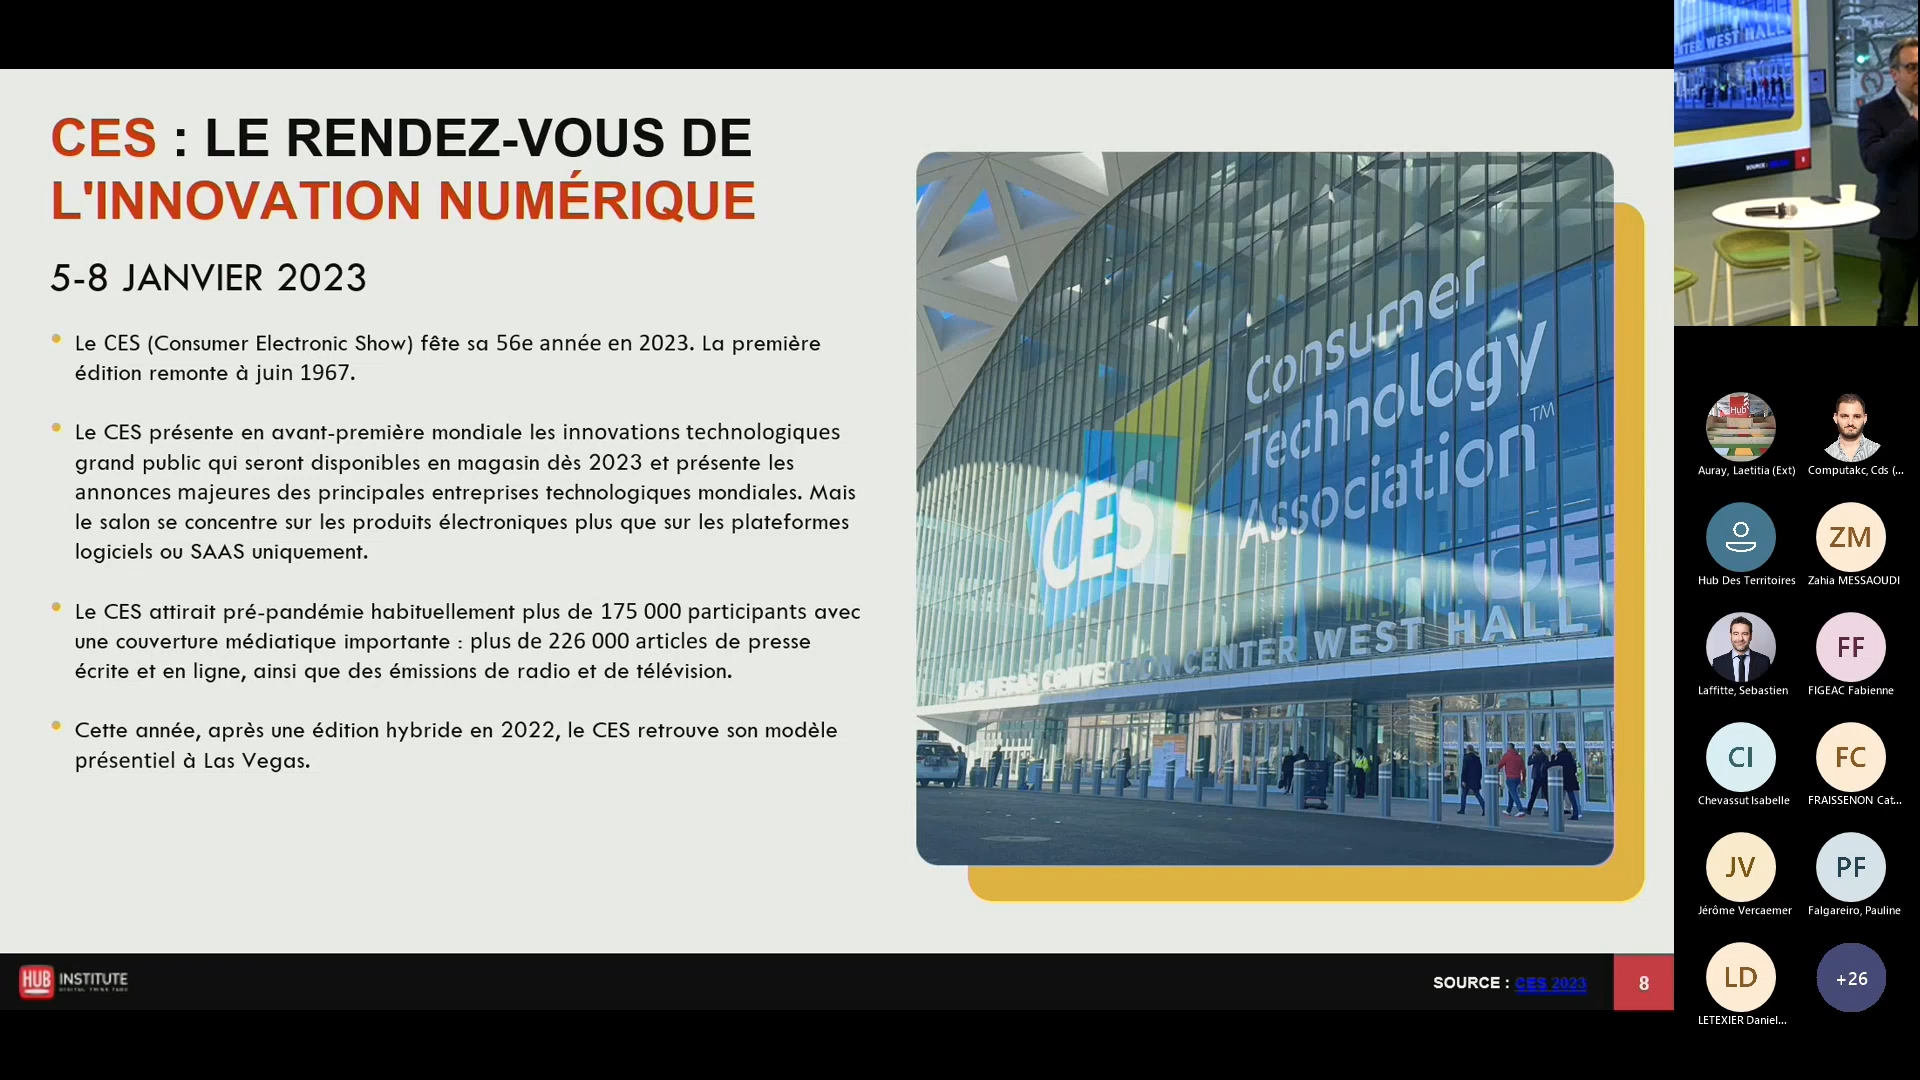 CES : LE RENDEZ-VOUS DE
L'INNOVATION NUMÉRIQUE
5-8 JANVIER 2023
• Le CES (Consumer Electronic Show) fête sa 56e année en 2023. La première
édition remonte à juin 1967.
• Le CES présente en avant-première mondiale les innovations technologiques
grand public qui seront disponibles en magasin dès 2023 et présente les
annonces majeures des principales entreprises technologiques mondiales. Mais
le salon se concentre sur les produits électroniques plus que sur les plateformes
logiciels ou SAAS uniquement.
• Le CES attirait pré-pandémie habituellement plus de 175 000 participants avec
une couverture médiatique importante : plus de 226 000 articles de presse
écrite et en ligne, ainsi que des émissions de radio et de télévision.
• Cette année, après une édition hybride en 2022, le CES retrouve son modèle
présentiel à Las Vegas.
Consumer
Technology
Association™
CES
CENTER WEST HALL
HUB INSTITUTE
DIGITAL THINK TANK
SOURCE : CES 2023
8
WEST HALL
SOURCE :
8
Hub
Auray, Laetitia (Ext)
Computakc, Cds (...
Hub Des Territoires
ZM
Zahia MESSAOUDI
Laffitte, Sebastien
FF
FIGEAC Fabienne
CI
Chevassut Isabelle
FC
FRAISSENON Cat...
JV
Jérôme Vercaemer
PF
Falgareiro, Pauline
LD
LETEXIER Daniel...
+26